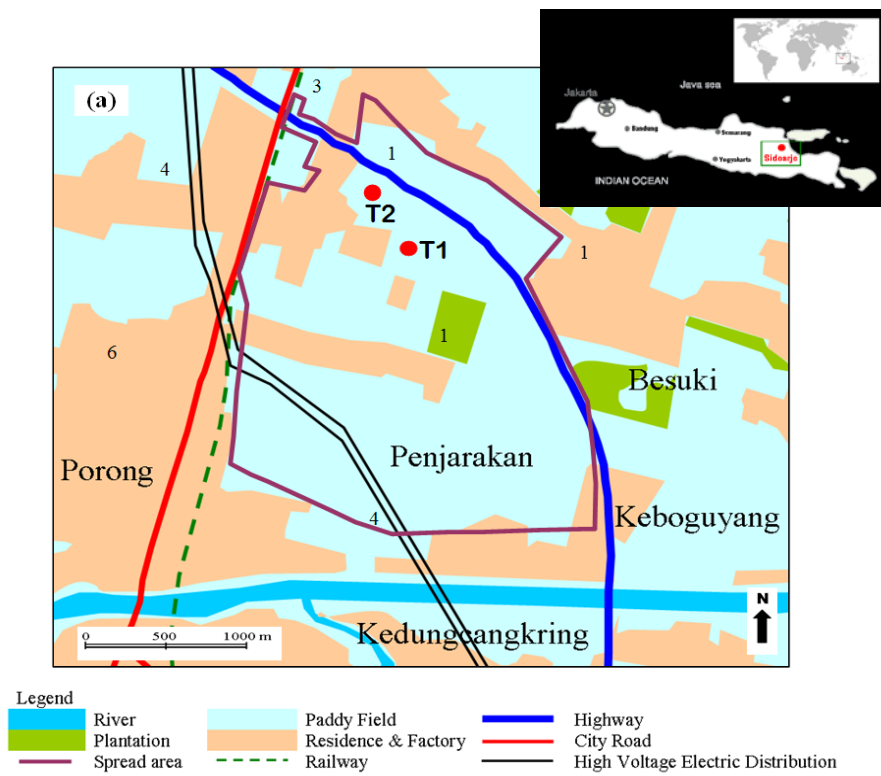 (a)
3
1
4
T2
T1
1
6
1
Besuki
Porong
Penjarakan
4
Keboguyang
N
0 500 1000 m
Kedungcangkring
Java sea
Jakarta
Bandung
Semarang
Yogyakarta
Sidoarjo
INDIAN OCEAN
Legend
River
Paddy Field
Highway
Plantation
Residence & Factory
City Road
Spread area
Railway
High Voltage Electric Distribution